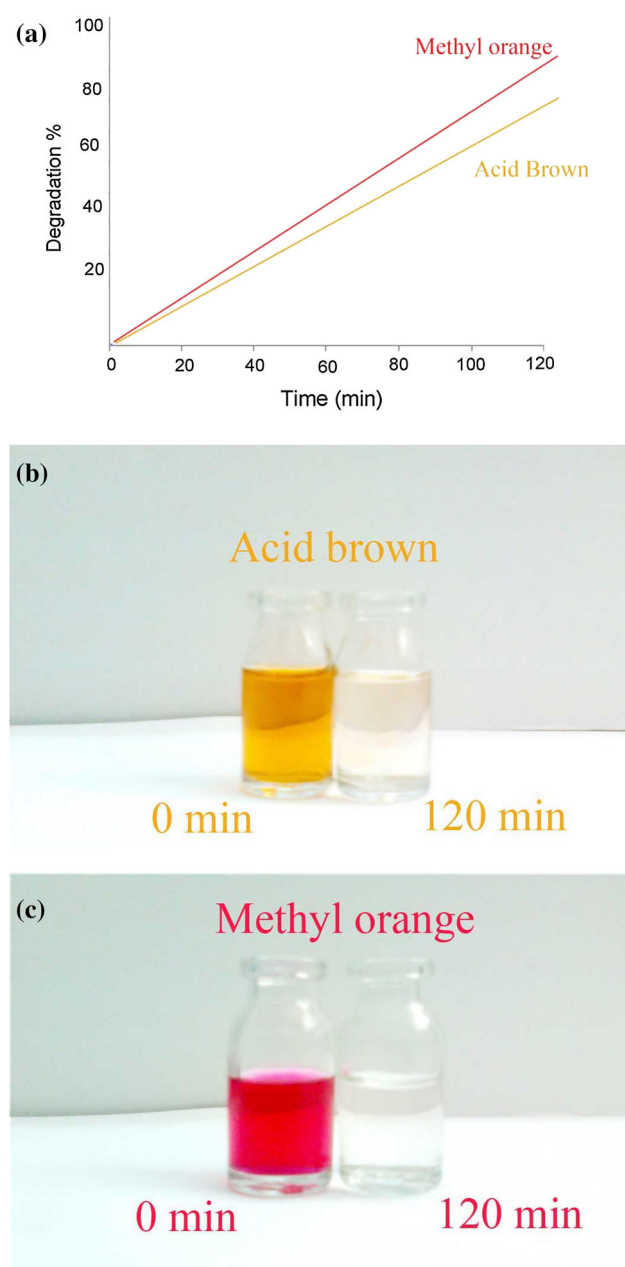 (a)
100
80
60
40
20
Degradation %
Methyl orange
Acid Brown
0 20 40 60 80 100 120
Time (min)
(b)
Acid brown
0 min 120 min
(c)
Methyl orange
0 min 120 min